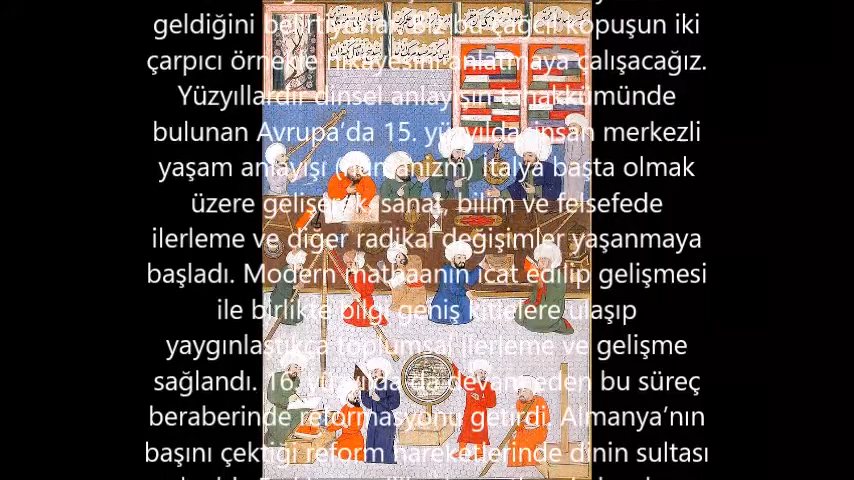 geldiğini belirtiyorlar. Biz bu çağcıl kopuşun iki
çarpıcı örnekle hikayesini anlatmaya çalışacağız.
Yüzyıllardır dinsel anlayışın tahakkümünde
bulunan Avrupa’da 15. yüzyılda insan merkezli
yaşam anlayışı (hümanizm) İtalya başta olmak
üzere gelişerek, sanat, bilim ve felsefede
ilerleme ve diğer radikal değişimler yaşanmaya
başladı. Modern matbaanın icat edilip gelişmesi
ile birlikte bilgi geniş kitlelere ulaşıp
yaygınlaştıkça toplumsal ilerleme ve gelişme
sağlandı. 16. yüzyılda da devam eden bu süreç
beraberinde reformasyonu getirdi. Almanya’nın
başını çektiği reform hareketlerinde dinin sultası